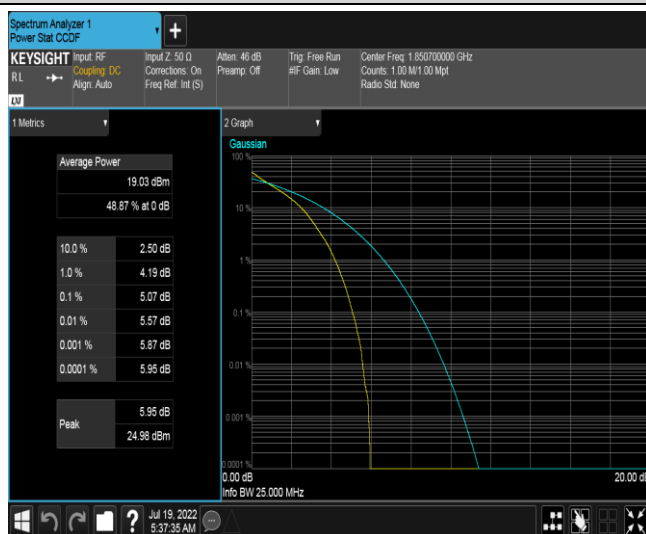 Spectrum Analyzer 1
Power Stat CCDF
+
KEYSIGHT
RL
LXI
Input: RF
Coupling: DC
Align: Auto
Input Z: 50 Ω
Corrections: On
Freq Ref: Int (S)
Atten: 46 dB
Preamp: Off
Trig: Free Run
#IF Gain: Low
Center Freq: 1.850700000 GHz
Counts: 1.00 M/1.00 Mpt
Radio Std: None
1 Metrics
Average Power
19.03 dBm
48.87 % at 0 dB
10.0 % 2.50 dB
1.0 % 4.19 dB
0.1 % 5.07 dB
0.01 % 5.57 dB
0.001 % 5.87 dB
0.0001 % 5.95 dB
Peak
5.95 dB
24.98 dBm
2 Graph
Gaussian
100 %
10 %
1 %
0.1 %
0.01 %
0.001 %
0.0001 %
0.00 dB
20.00 dB
Info BW 25.000 MHz
?
Jul 19, 2022
5:37:35 AM